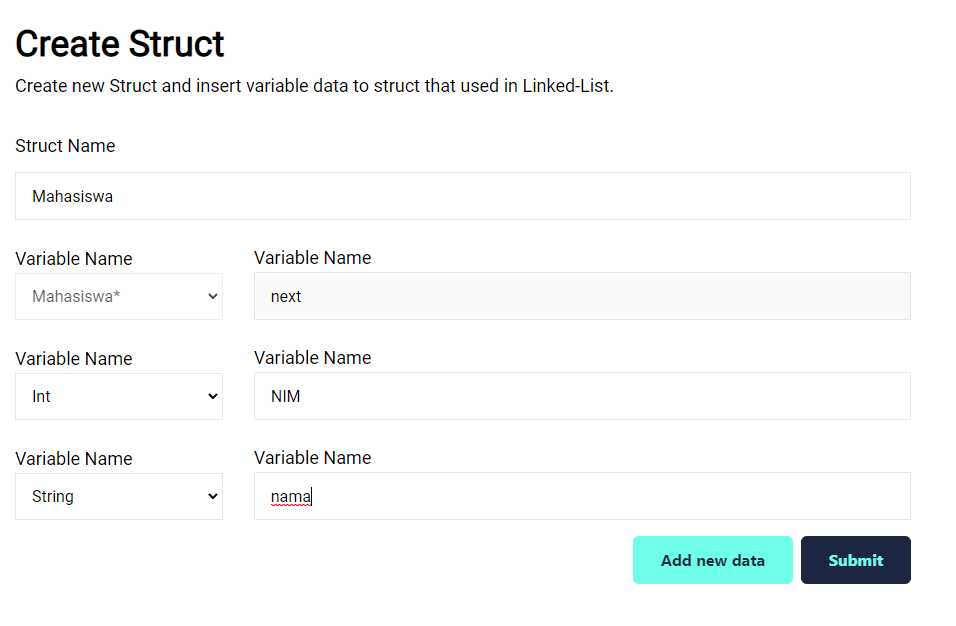 Create Struct
Create new Struct and insert variable data to struct that used in Linked-List.
Struct Name
Mahasiswa
Variable Name Variable Name
Mahasiswa* next
Variable Name Variable Name
Int NIM
Variable Name Variable Name
String nama
Add new data Submit